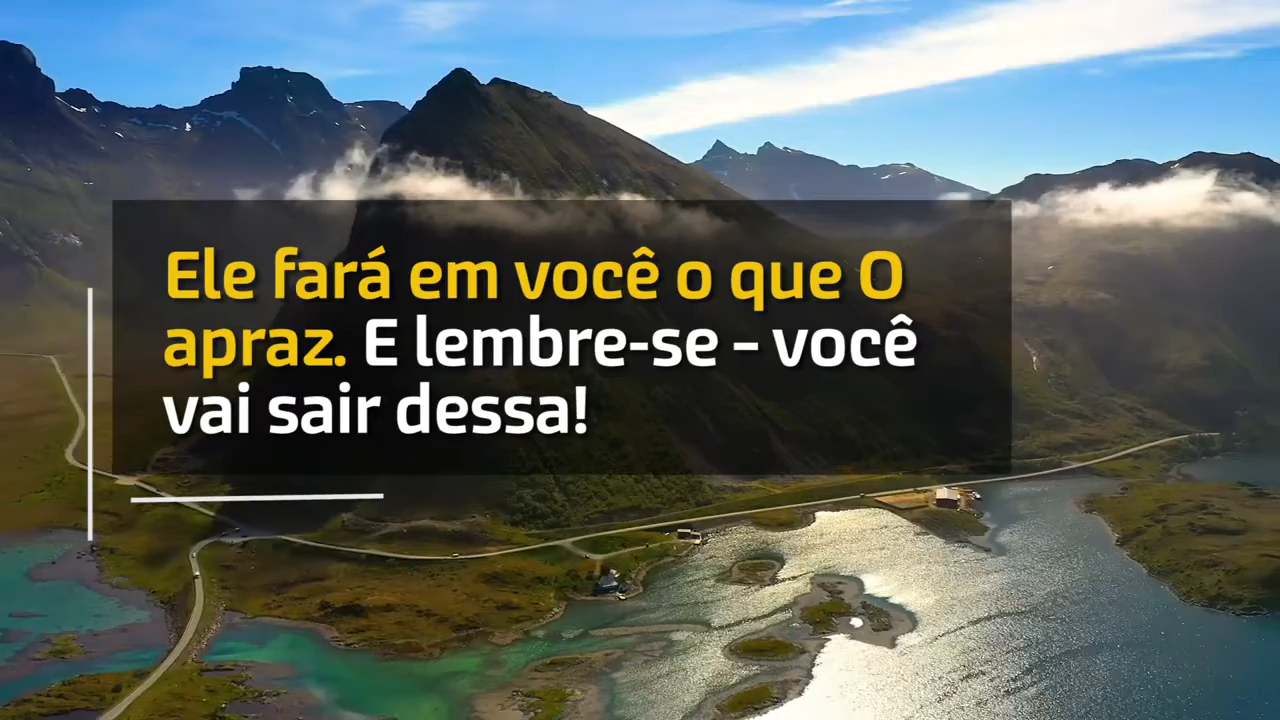 Ele fará em você o que O
apraz. E lembre-se – você
vai sair dessa!